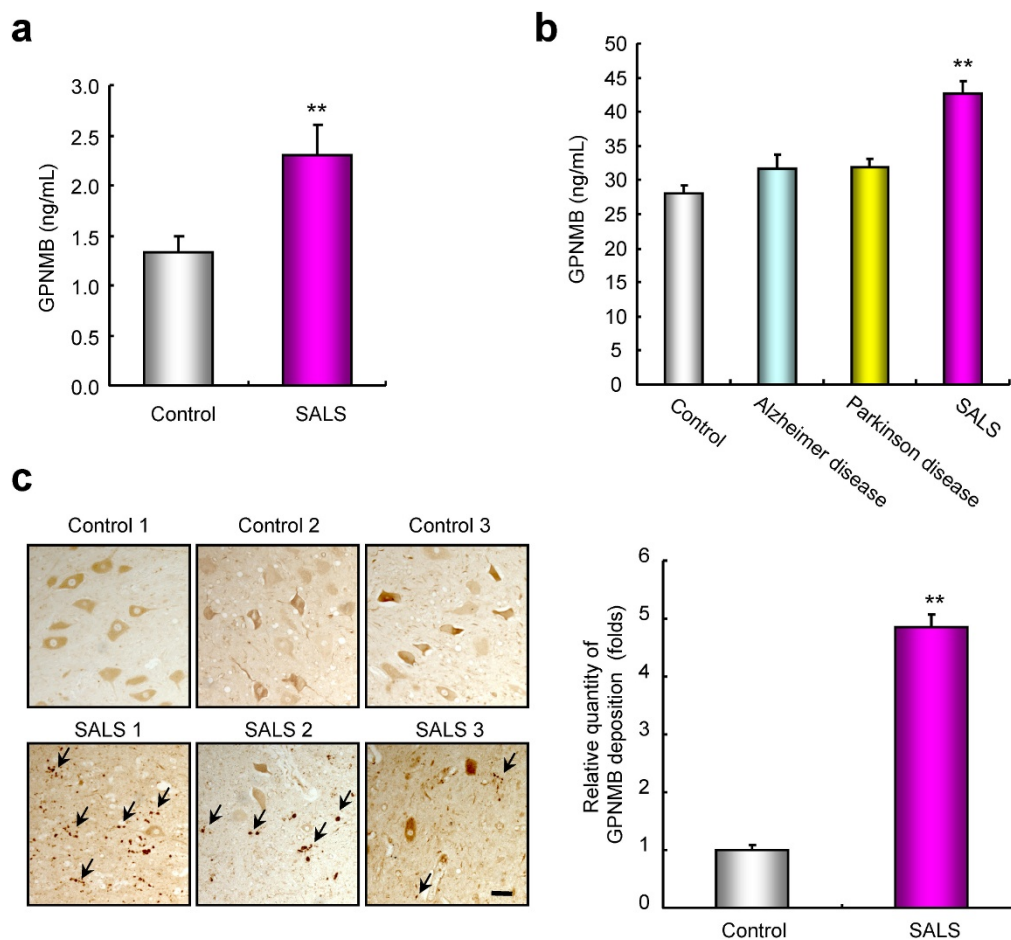 a
GPNMB (ng/mL)
3.0
2.5
2.0
1.5
1.0
0.5
0.0
**
Control
SALS
b
GPNMB (ng/mL)
50
45
40
35
30
25
20
15
10
5
0
**
Control
Alzheimer disease
Parkinson disease
SALS
c
Control 1
Control 2
Control 3
SALS 1
SALS 2
SALS 3
Relative quantity of
GPNMB deposition (folds)
6
5
4
3
2
1
0
**
Control
SALS